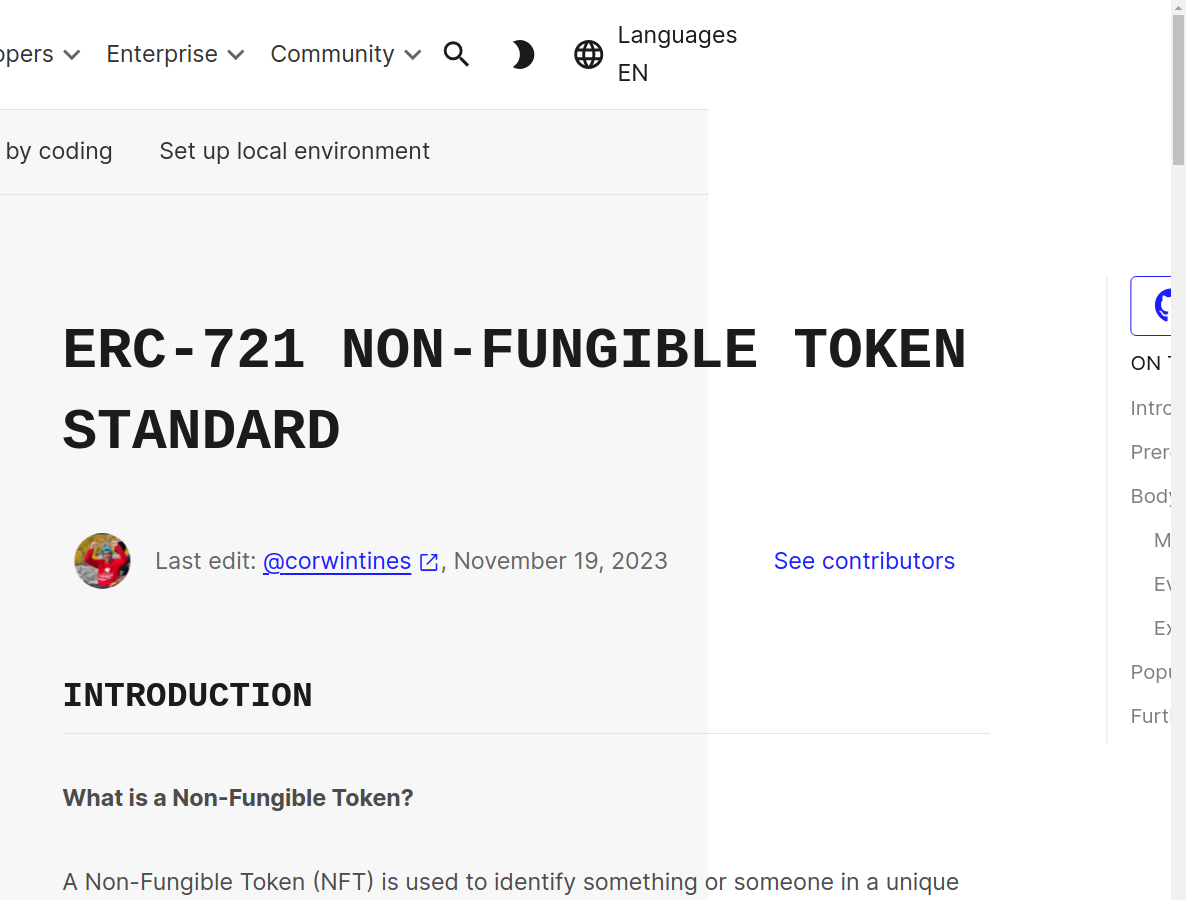 opers Enterprise Community Languages
EN
by coding Set up local environment
ERC-721 NON-FUNGIBLE TOKEN
STANDARD
ON T
Intro
Prer
Body
M
Ev
Ex
Popu
Furt
Last edit: @corwintines, November 19, 2023 See contributors
INTRODUCTION
What is a Non-Fungible Token?
A Non-Fungible Token (NFT) is used to identify something or someone in a unique